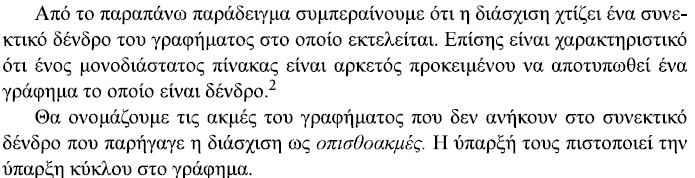 Από το παραπάνω παράδειγμα συμπεραίνουμε ότι η διάσχιση χτίζει ένα συνε-
κτικό δένδρο του γραφήματος στο οποίο εκτελείται. Επίσης είναι χαρακτηριστικό
ότι ένος μονοδιάστατος πίνακας είναι αρκετός προκειμένου να αποτυπωθεί ένα
γράφημα το οποίο είναι δένδρο.²
Θα ονομάζουμε τις ακμές του γραφήματος που δεν ανήκουν στο συνεκτικό
δένδρο που παρήγαγε η διάσχιση ως οπισθοακμές. Η ύπαρξή τους πιστοποιεί την
ύπαρξη κύκλου στο γράφημα.